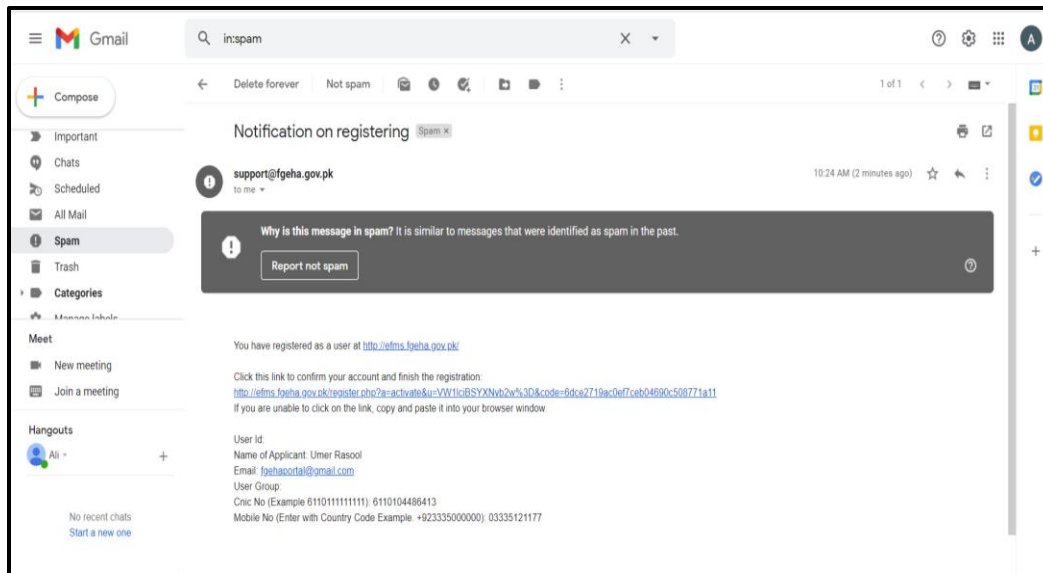 Gmail
in:spam
A
Compose
Delete forever
Not spam
1 of 1
Important
Chats
Scheduled
All Mail
Spam
Trash
Categories
Manage labels
Meet
New meeting
Join a meeting
Hangouts
Ali
No recent chats
Start a new one
Notification on registering
Spam x
support@fgeha.gov.pk
to me
10:24 AM (2 minutes ago)
Why is this message in spam? It is similar to messages that were identified as spam in the past.
Report not spam
You have registered as a user at http://efms.fgeha.gov.pk/
Click this link to confirm your account and finish the registration:
http://efms.fgeha.gov.pk/register.php?a=activate&u=VW1lciBSYXNvb2w%3D&code=6dce2719ac0ef7ceb04690c508771a11
If you are unable to click on the link, copy and paste it into your browser window.
User Id:
Name of Applicant: Umer Rasool
Email: fgehaportal@gmail.com
User Group:
Cnic No (Example 6110111111111): 6110104486413
Mobile No (Enter with Country Code Example. +923335000000): 03335121177